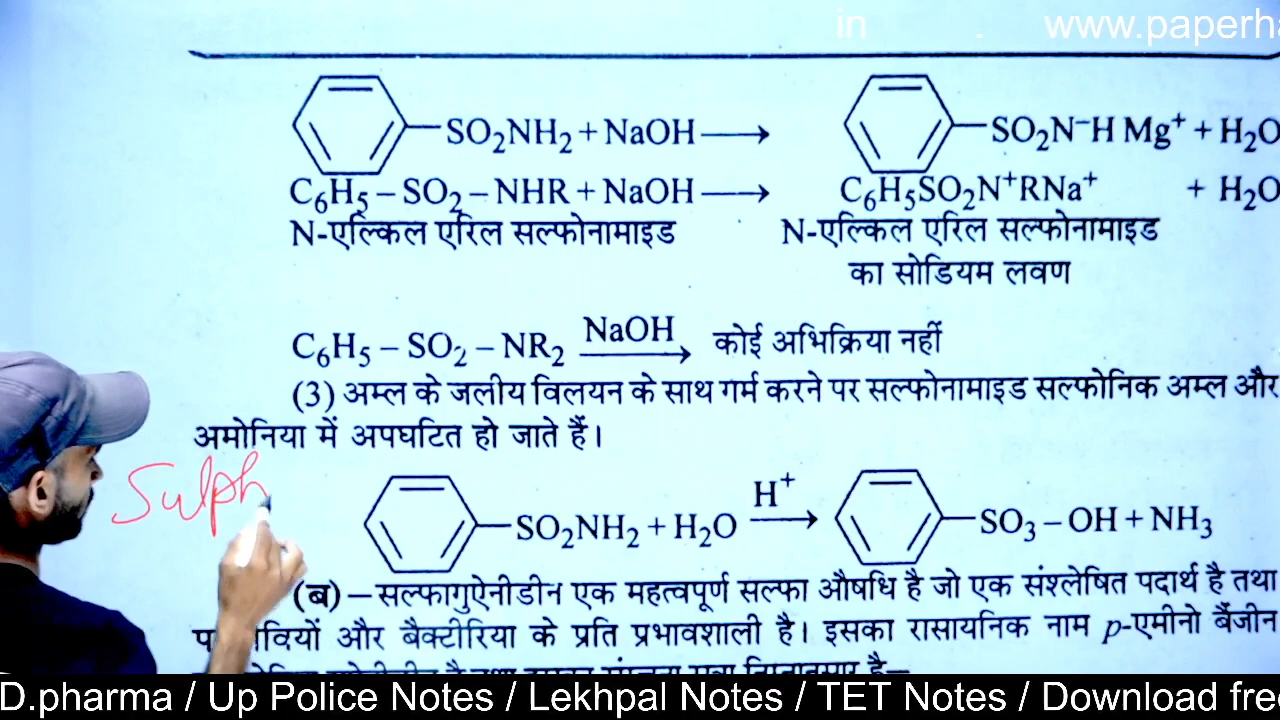 in . www.paperha
SO₂NH₂ + NaOH ⟶ SO₂N⁻H Mg⁺ + H₂O
C₆H₅ – SO₂ – NHR + NaOH ⟶ C₆H₅SO₂N⁺RNa⁺ + H₂O
N-एल्किल एरिल सल्फोनामाइड N-एल्किल एरिल सल्फोनामाइड
का सोडियम लवण
C₆H₅ – SO₂ – NR₂ NaOH ⟶ कोई अभिक्रिया नहीं
(3) अम्ल के जलीय विलयन के साथ गर्म करने पर सल्फोनामाइड सल्फोनिक अम्ल और
अमोनिया में अपघटित हो जाते हैं।
Sulph
SO₂NH₂ + H₂O H⁺ ⟶ SO₃ – OH + NH₃
(ब) – सल्फागुऐनीडीन एक महत्वपूर्ण सल्फा औषधि है जो एक संश्लेषित पदार्थ है तथा
और बैक्टीरिया के प्रति प्रभावशाली है। इसका रासायनिक नाम p-एमीनो बैंजीन
D.pharma / Up Police Notes / Lekhpal Notes / TET Notes / Download free